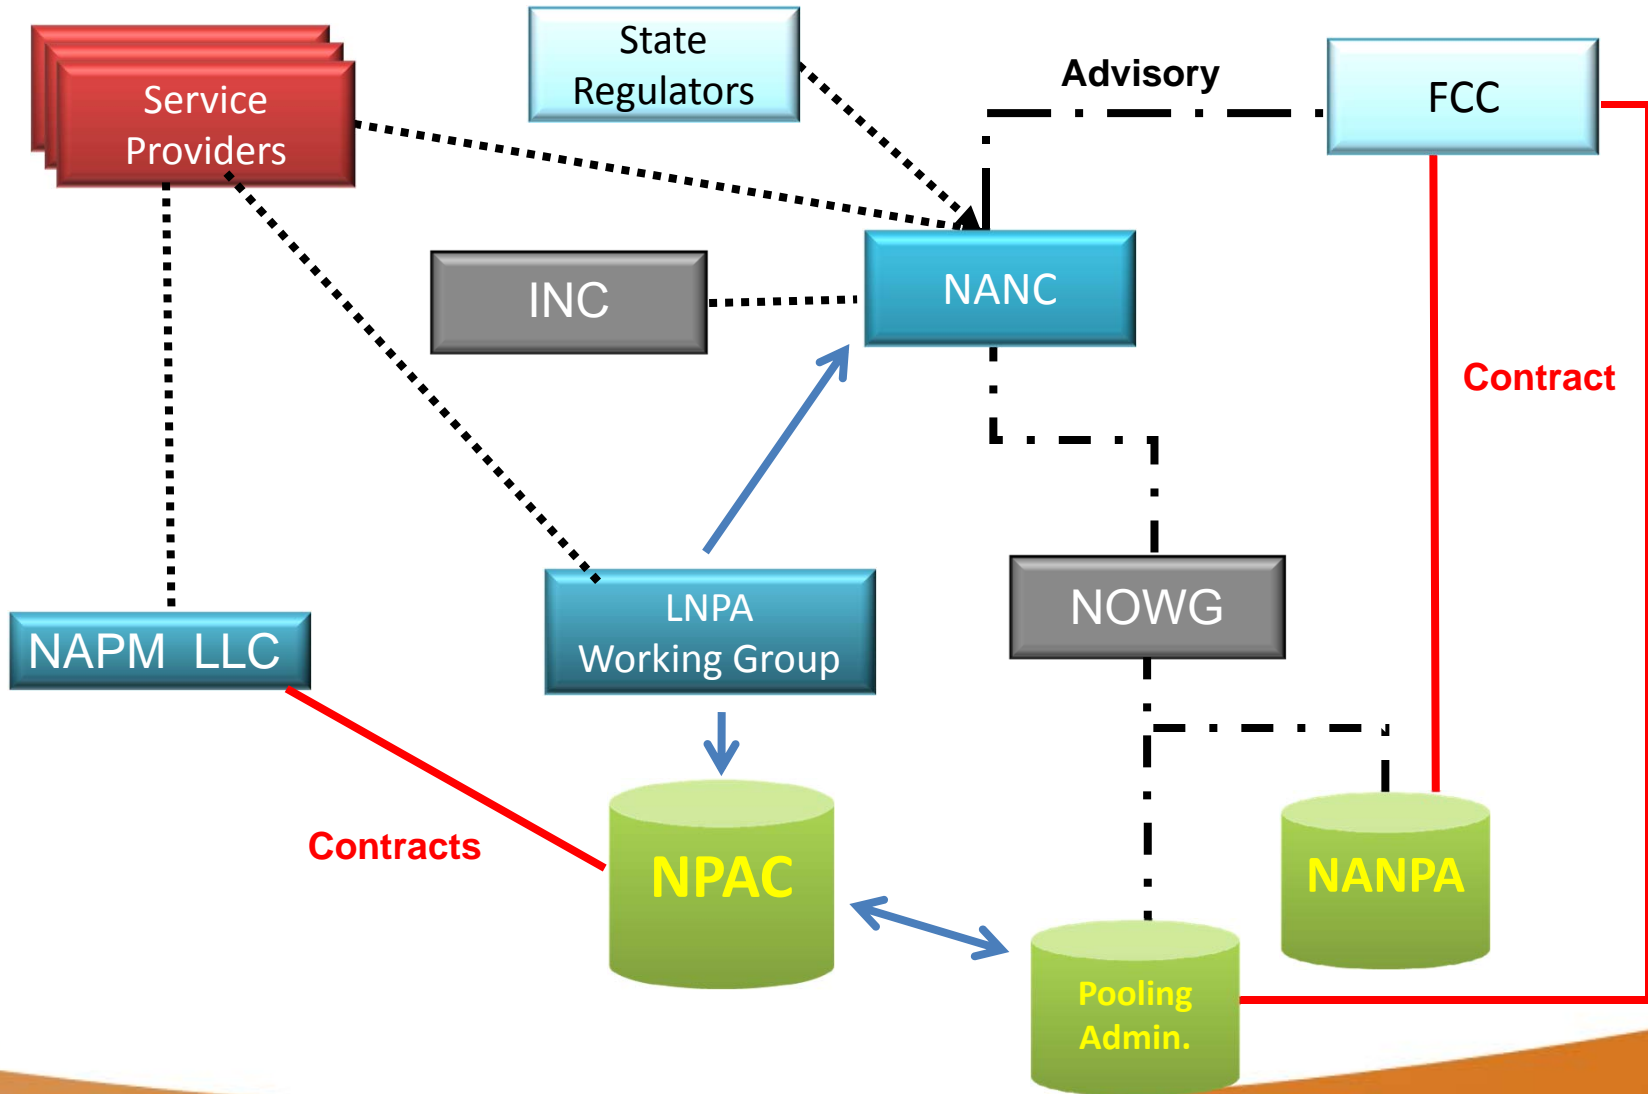 State
Regulators
Advisory
FCC
Service
Providers
INC
NANC
Contract
LNPA
Working Group
NOWG
NAPM LLC
Contracts
NPAC
NANPA
Pooling
Admin.